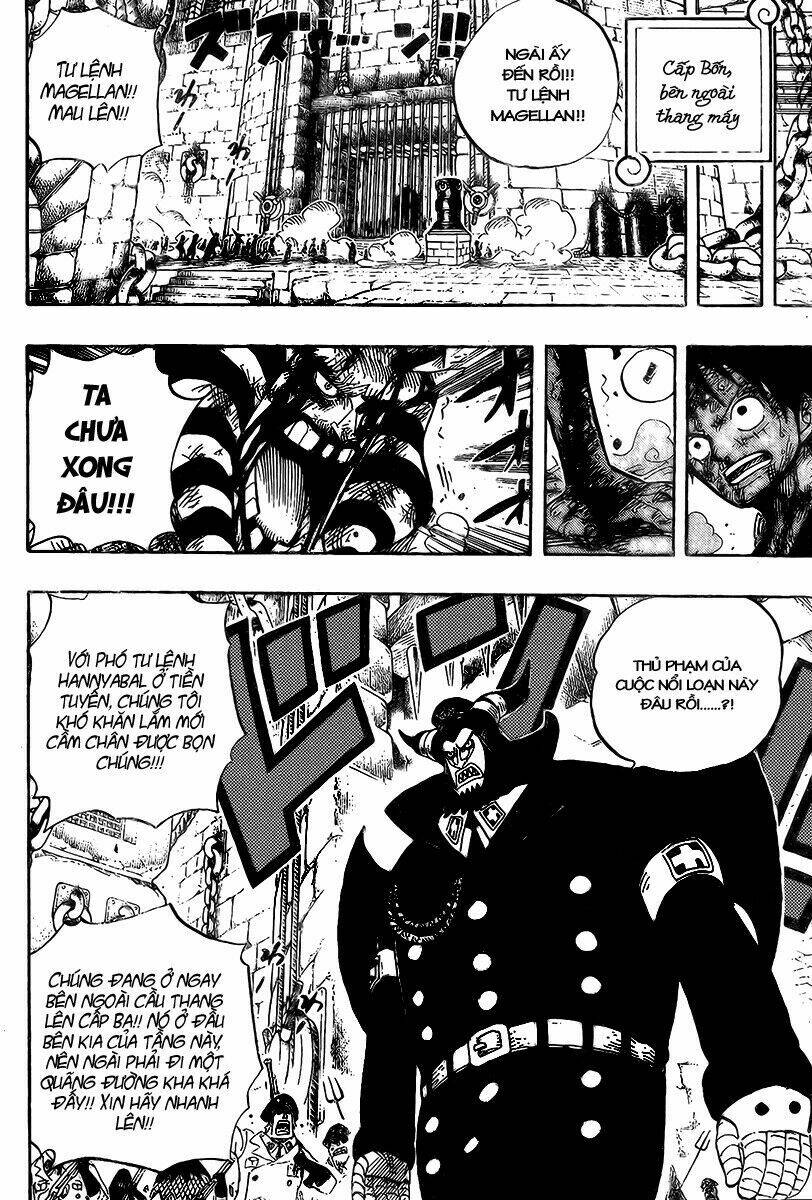 Cấp Bốn,
bên ngoài
thang máy
NGÀI ẤY
ĐẾN RỒI!!
TƯ LỆNH
MAGELLAN!!
TƯ LỆNH
MAGELLAN!!
MAU LÊN!!
TA
CHƯA
XONG
ĐÂU!!!
THỦ PHẠM CỦA
CUỘC NỔI LOẠN NÀY
ĐÂU RỒI......?!
VỚI PHÓ TƯ LỆNH
HANNYABAL Ở TIỀN
TUYẾN, CHÚNG TÔI
KHÓ KHĂN LẮM MỚI
CẦM CHÂN ĐƯỢC BỌN
CHÚNG!!!
CHÚNG ĐANG Ở NGAY
BÊN NGOÀI CẦU THANG
LÊN CẤP BA!! NÓ Ở ĐẦU
BÊN KIA CỦA TẦNG NÀY,
NÊN NGÀI PHẢI ĐI MỘT
QUÃNG ĐƯỜNG KHA KHÁ
ĐẤY!! XIN HÃY NHANH
LÊN!!